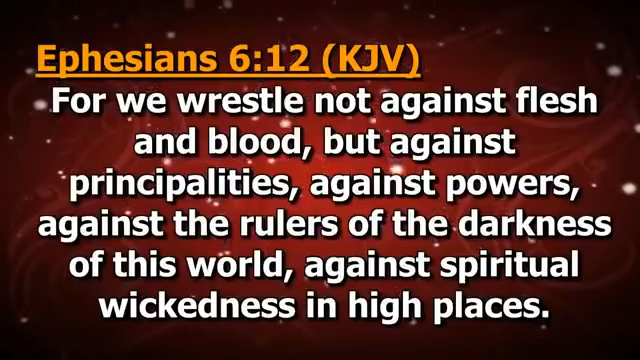 Ephesians 6:12 (KJV)
For we wrestle not against flesh
and blood, but against
principalities, against powers,
against the rulers of the darkness
of this world, against spiritual
wickedness in high places.